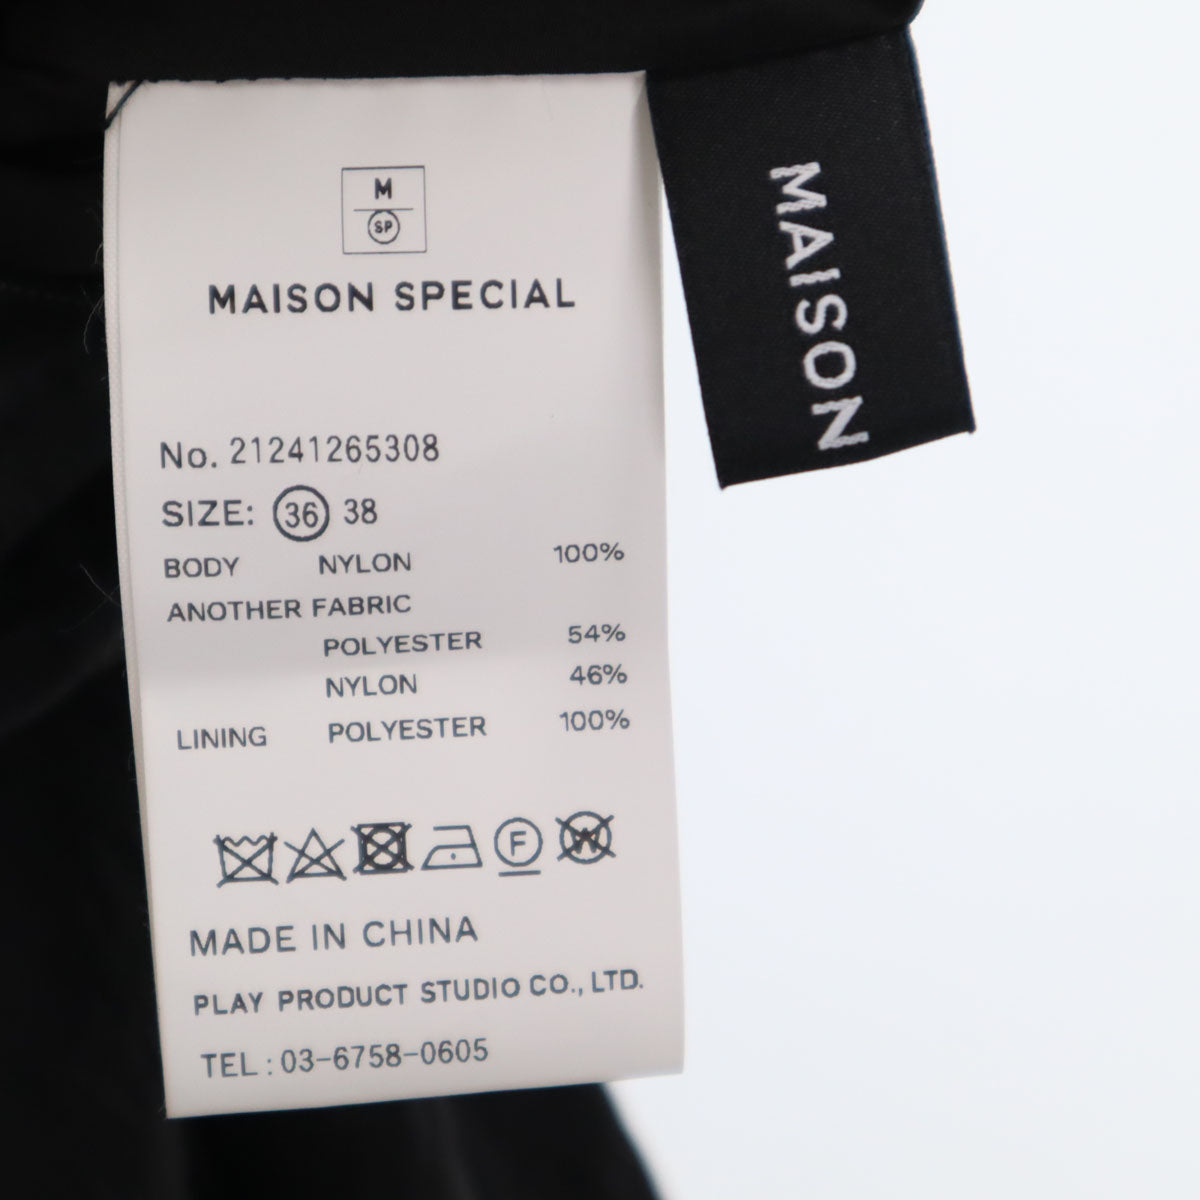 M
SP
MAISON SPECIAL
No. 21241265308
SIZE: 36 38
BODY NYLON 100%
ANOTHER FABRIC
POLYESTER 54%
NYLON 46%
LINING POLYESTER 100%
F
W
MADE IN CHINA
PLAY PRODUCT STUDIO CO., LTD.
TEL : 03-6758-0605
MAISON